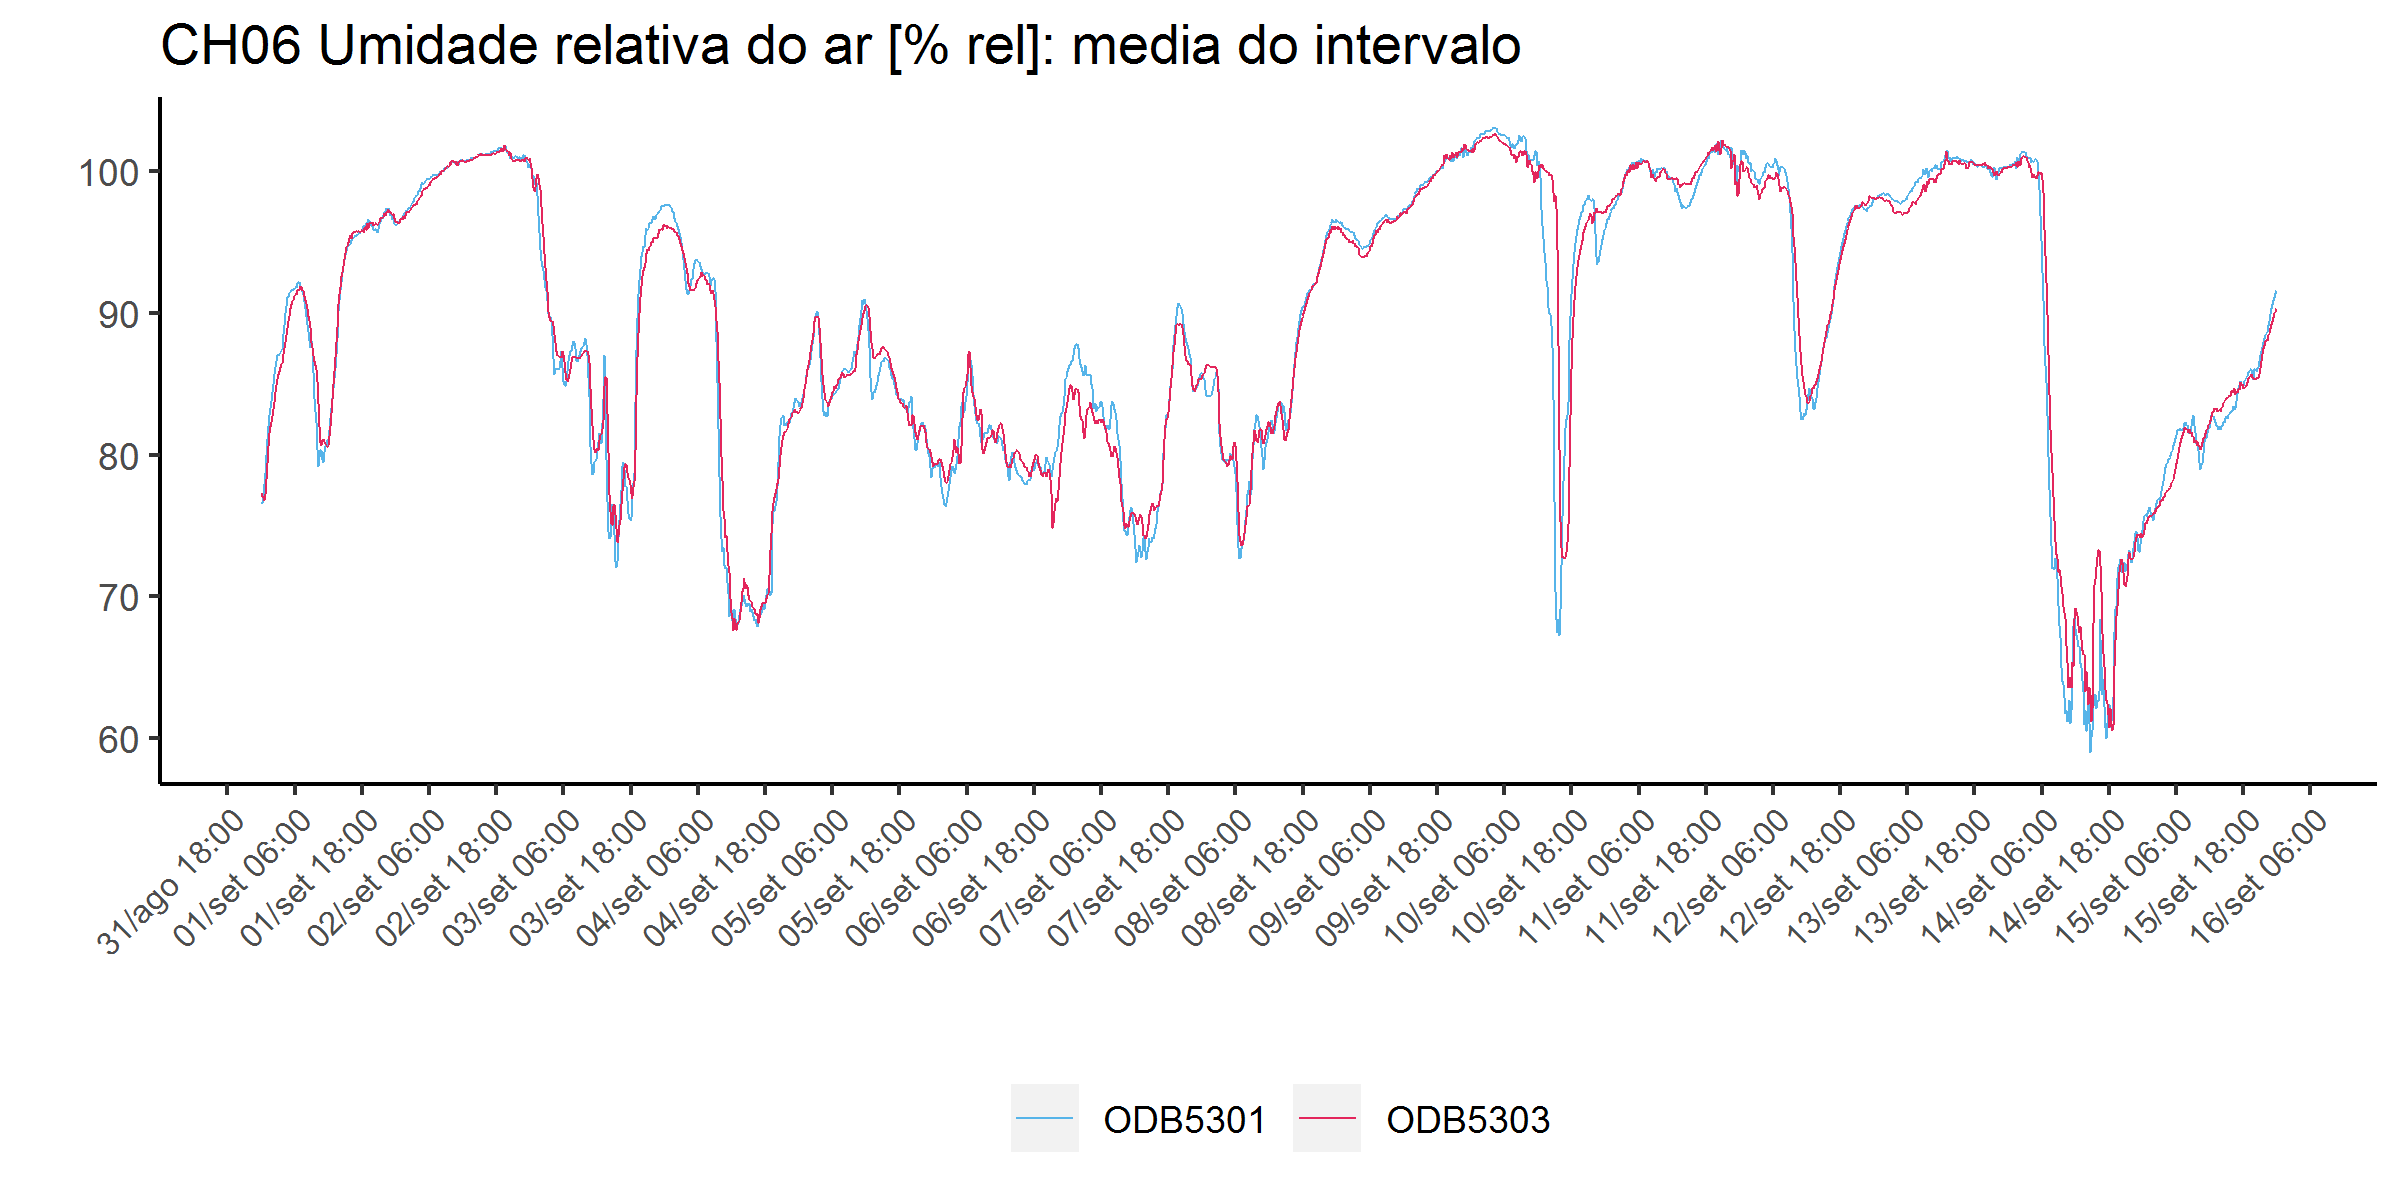 CH06 Umidade relativa do ar [% rel]: media do intervalo
100
90
80
70
60
31/ago 18:00
01/set 06:00
01/set 18:00
02/set 06:00
02/set 18:00
03/set 06:00
03/set 18:00
04/set 06:00
04/set 18:00
05/set 06:00
05/set 18:00
06/set 06:00
06/set 18:00
07/set 06:00
07/set 18:00
08/set 06:00
08/set 18:00
09/set 06:00
09/set 18:00
10/set 06:00
10/set 18:00
11/set 06:00
11/set 18:00
12/set 06:00
12/set 18:00
13/set 06:00
13/set 18:00
14/set 06:00
14/set 18:00
15/set 06:00
15/set 18:00
16/set 06:00
ODB5301 ODB5303